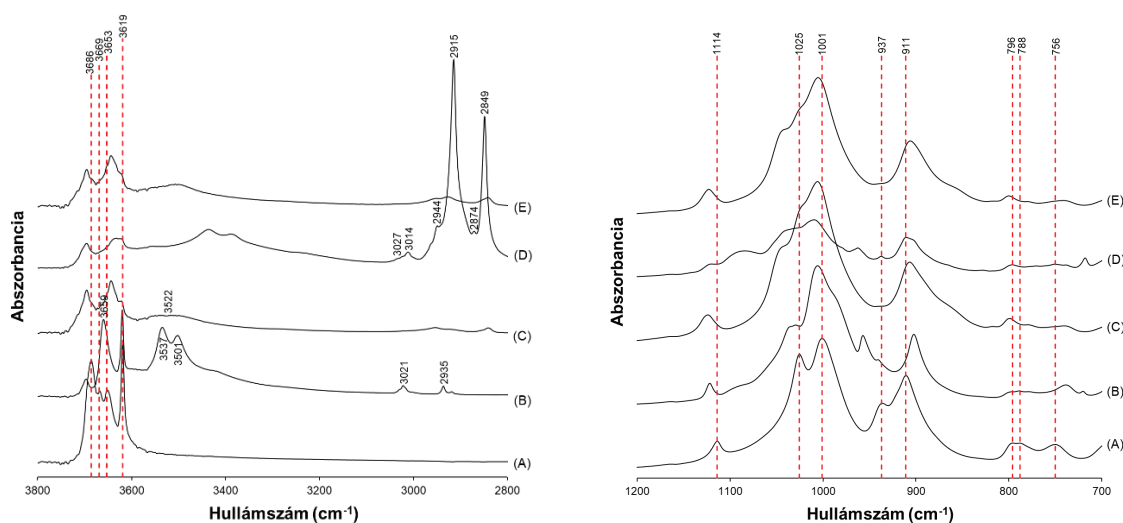 3686
3669
3653
3619
2915
2849
2944
2874
3027
3014
3659
3522
3537
3501
3021
2935
(E)
(D)
(C)
(B)
(A)
Abszorbancia
3800
3600
3400
3200
3000
2800
Hullámszám (cm⁻¹)
1114
1025
1001
937
911
796
788
756
(E)
(D)
(C)
(B)
(A)
Abszorbancia
1200
1100
1000
900
800
700
Hullámszám (cm⁻¹)